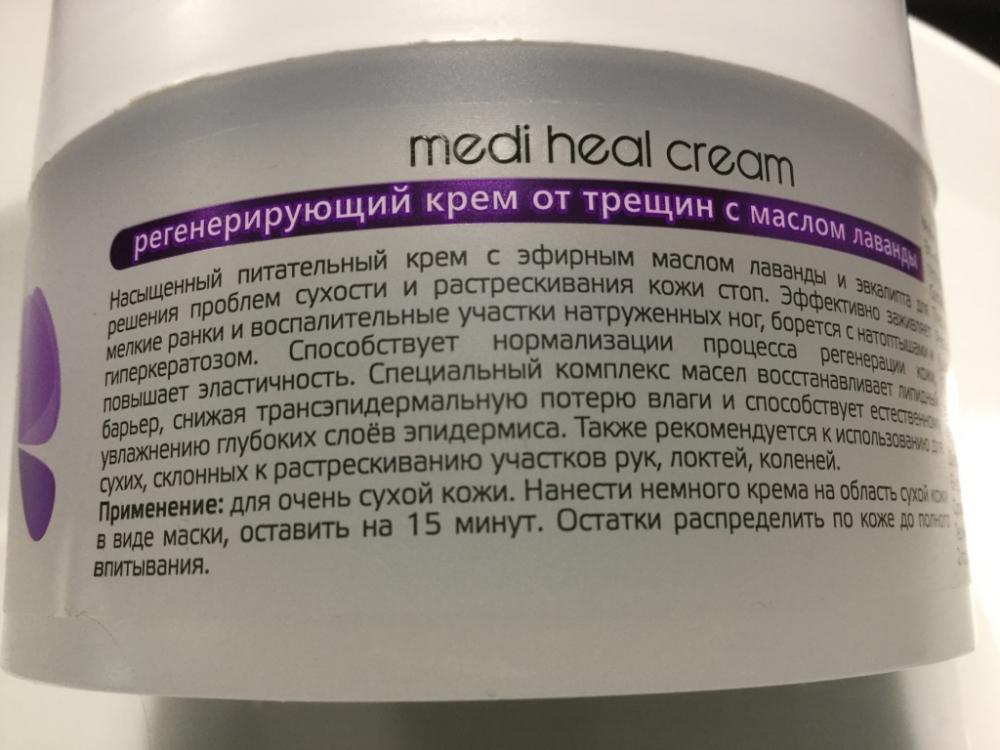 medi heal cream
регенерирующий крем от трещин с маслом лаванды
Насыщенный питательный крем с эфирным маслом лаванды и эвкалипта для
решения проблем сухости и растрескивания кожи стоп. Эффективно заживляет
мелкие ранки и воспалительные участки натруженных ног, борется с натоптышами и
гиперкератозом. Способствует нормализации процесса регенерации кожи,
повышает эластичность. Специальный комплекс масел восстанавливает липидный
барьер, снижая трансэпидермальную потерю влаги и способствует естественному
увлажнению глубоких слоёв эпидермиса. Также рекомендуется к использованию для
сухих, склонных к растрескиванию участков рук, локтей, коленей.
Применение: для очень сухой кожи. Нанести немного крема на область сухой кожи
в виде маски, оставить на 15 минут. Остатки распределить по коже до полного
впитывания.